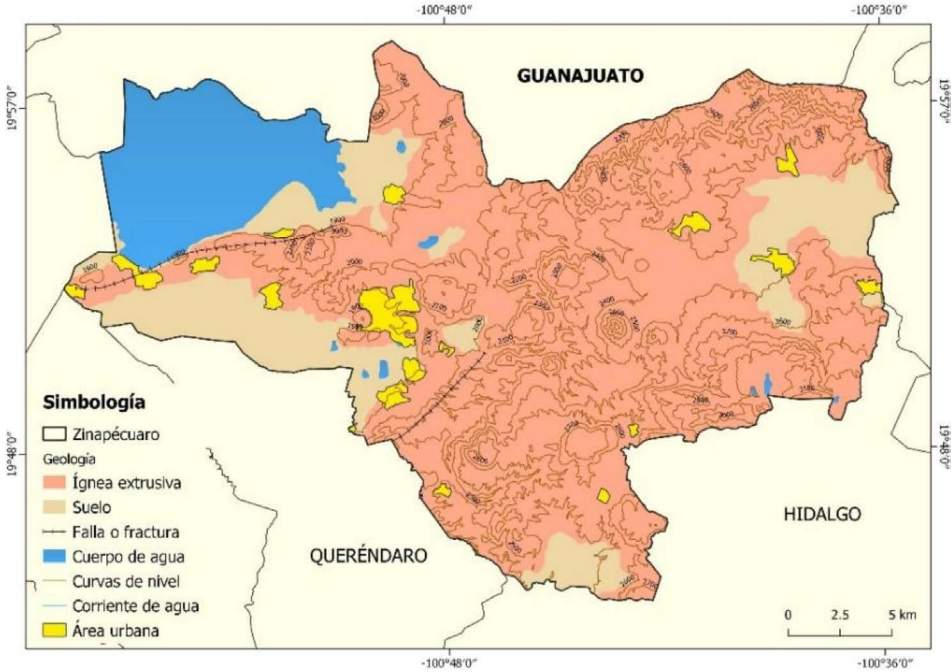 -100°48'0"
-100°36'0"
GUANAJUATO
19°57'0"
19°57'0"
Simbología
Zinapécuaro
Geología
Ígnea extrusiva
Suelo
Falla o fractura
Cuerpo de agua
Curvas de nivel
Corriente de agua
Área urbana
19°48'0"
19°48'0"
QUERÉNDARO
HIDALGO
0 2.5 5 km
-100°48'0"
-100°36'0"